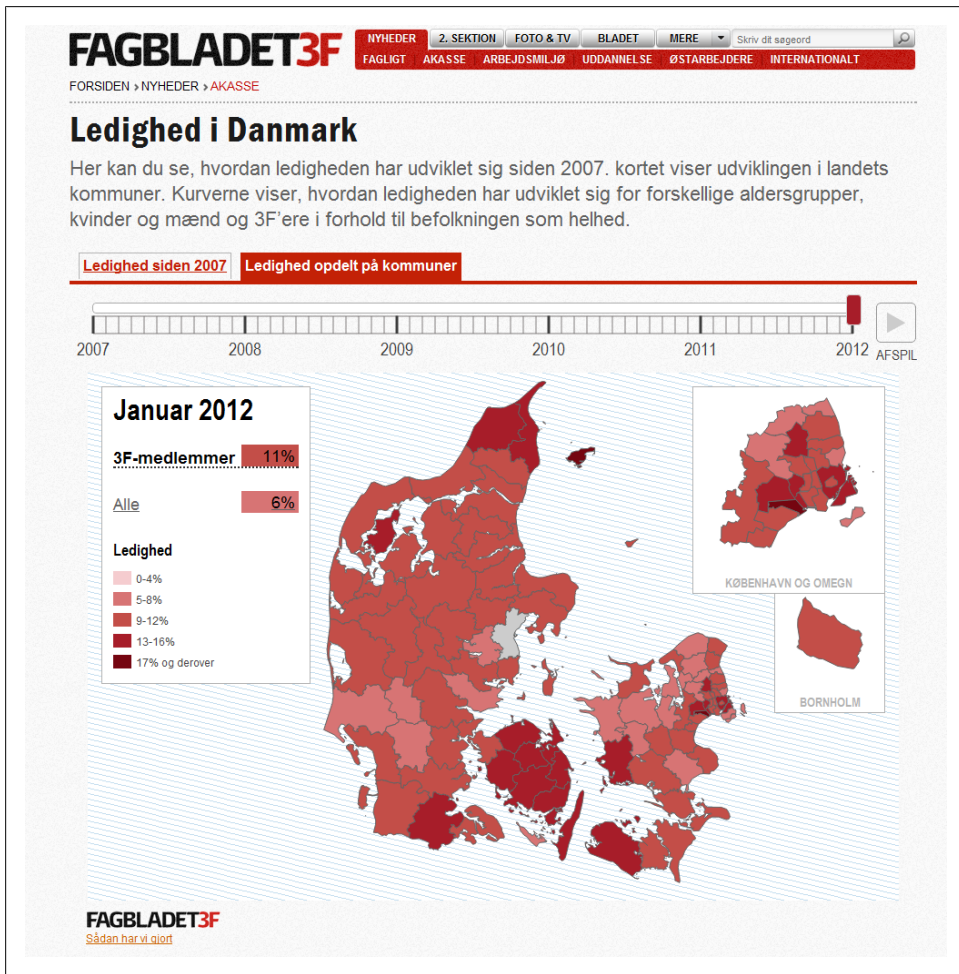 FAGBLADET3F
NYHEDER 2. SEKTION FOTO & TV BLADET MERE Skriv dit søgeord
FAGLIGT AKASSE ARBEJDSMILJØ UDDANNELSE ØSTARBEJDERE INTERNATIONALT
FORSIDEN › NYHEDER › AKASSE
Ledighed i Danmark
Her kan du se, hvordan ledigheden har udviklet sig siden 2007. kortet viser udviklingen i landets
kommuner. Kurverne viser, hvordan ledigheden har udviklet sig for forskellige aldersgrupper,
kvinder og mænd og 3F'ere i forhold til befolkningen som helhed.
Ledighed siden 2007 Ledighed opdelt på kommuner
2007 2008 2009 2010 2011 2012 AFSPIL
Januar 2012
3F-medlemmer 11%
Alle 6%
Ledighed
0-4%
5-8%
9-12%
13-16%
17% og derover
KØBENHAVN OG OMEGN
BORNHOLM
FAGBLADET3F
Sådan har vi gjort